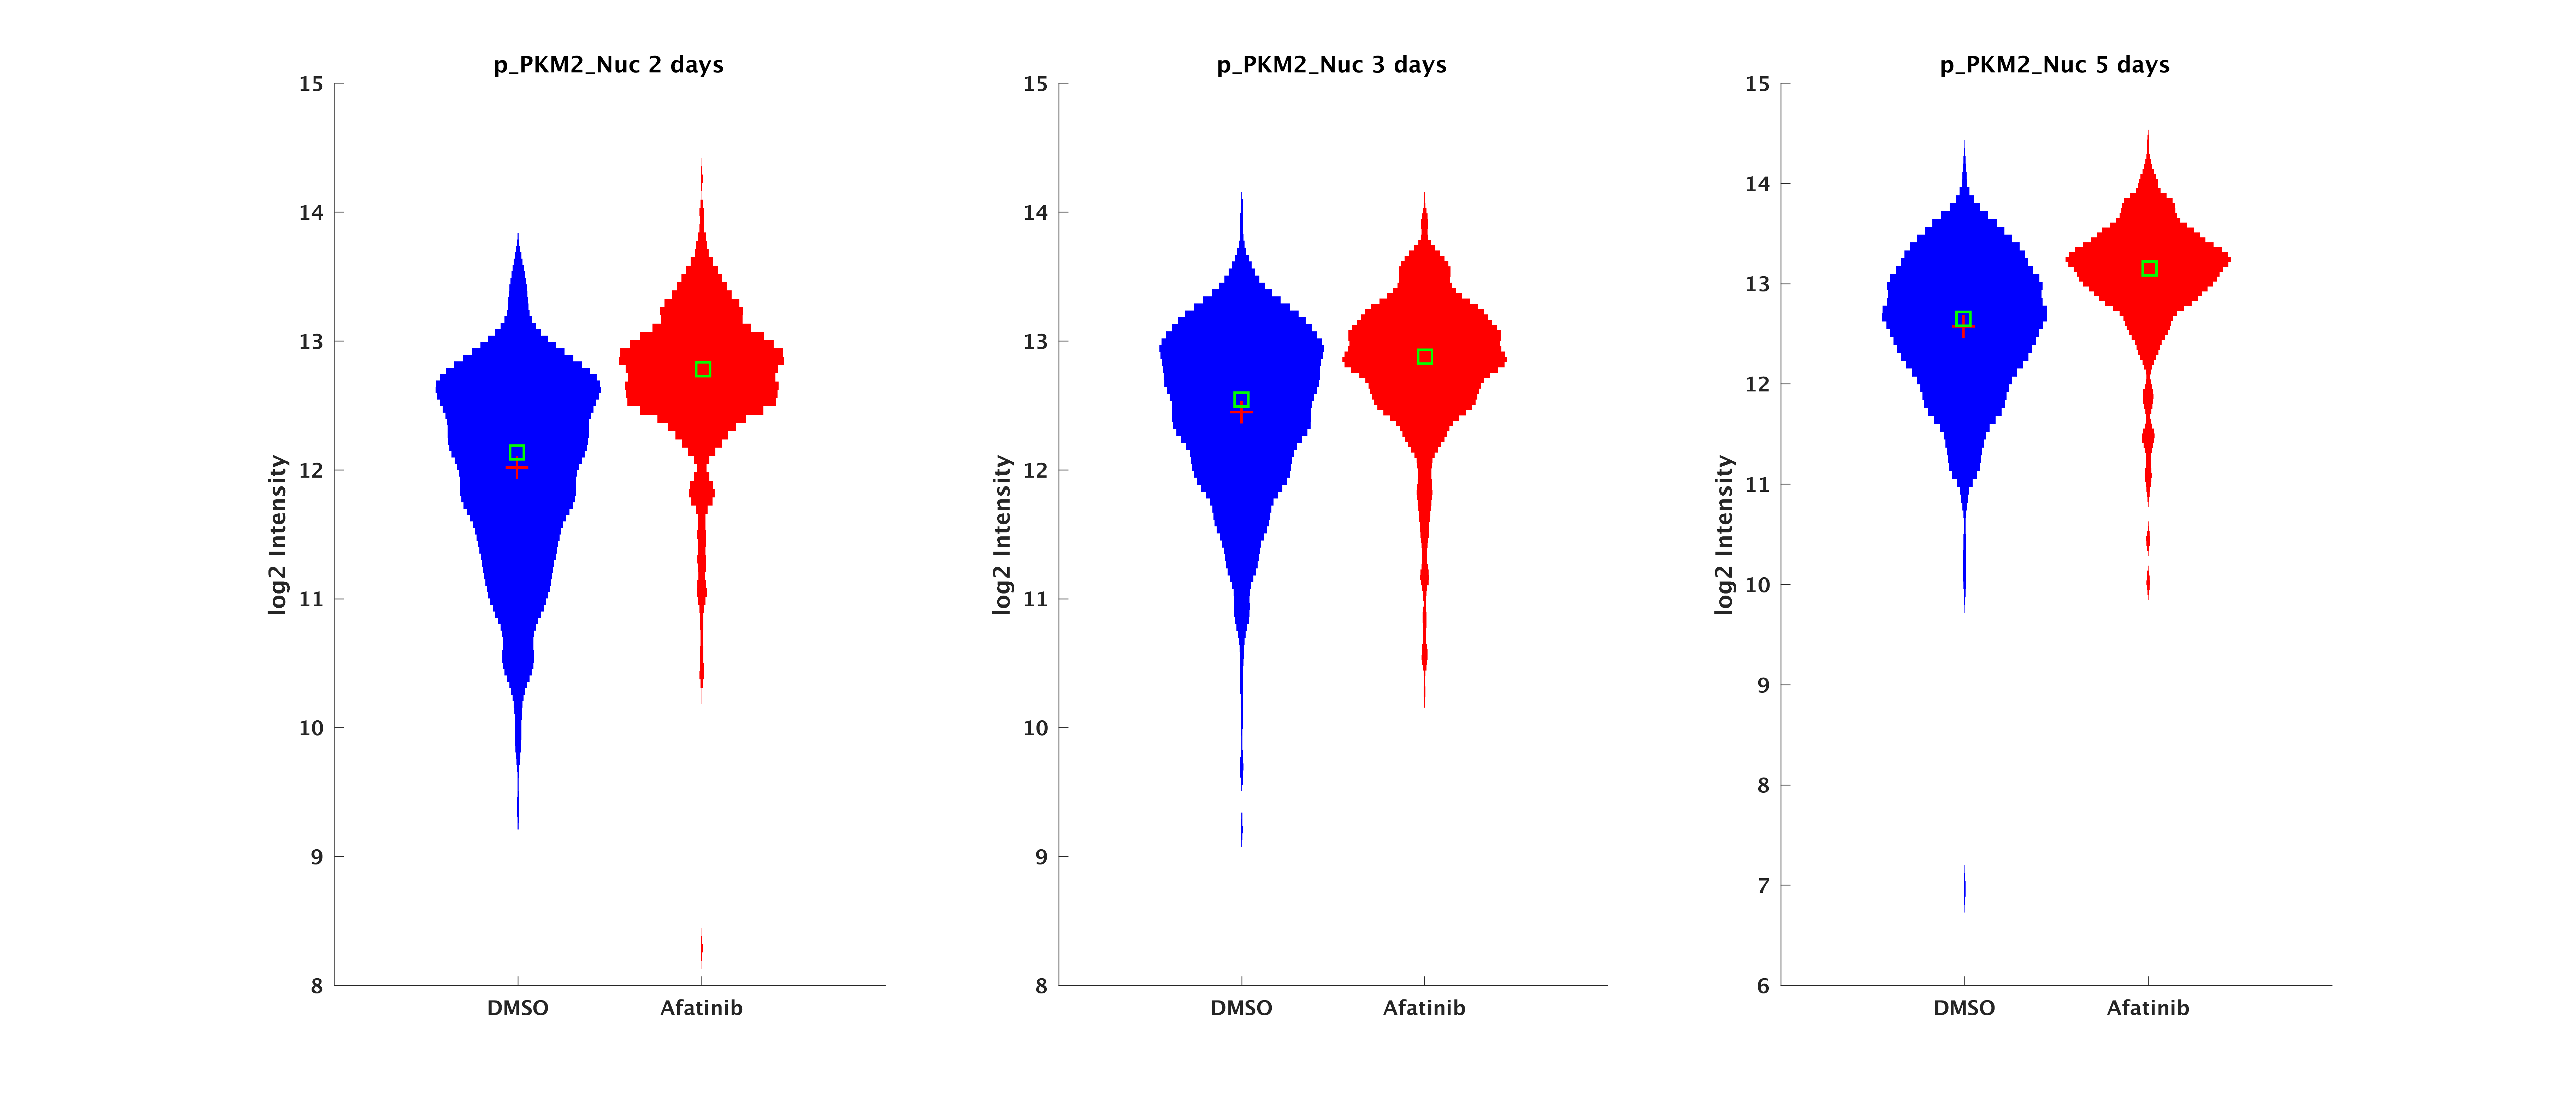 p_PKM2_Nuc 2 days
15
14
13
12
11
10
9
8
log2 Intensity
DMSO Afatinib
p_PKM2_Nuc 3 days
15
14
13
12
11
10
9
8
log2 Intensity
DMSO Afatinib
p_PKM2_Nuc 5 days
15
14
13
12
11
10
9
8
7
6
log2 Intensity
DMSO Afatinib